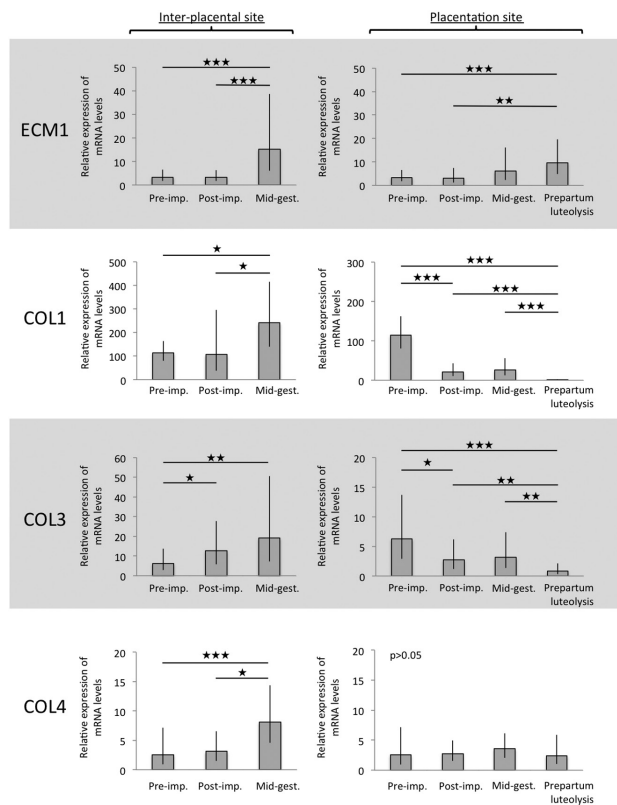 Inter-placental site
Placentation site
ECM1
Relative expression of
mRNA levels
50
40
30
20
10
0
★★★
★★★
Pre-imp.
Post-imp.
Mid-gest.
Relative expression of
mRNA levels
50
40
30
20
10
0
★★★
★★
Pre-imp.
Post-imp.
Mid-gest.
Prepartum
luteolysis
COL1
Relative expression of
mRNA levels
500
400
300
200
100
0
★
★
Pre-imp.
Post-imp.
Mid-gest.
Relative expression of
mRNA levels
300
200
100
0
★★★
★★★
★★★
★★★
Pre-imp.
Post-imp.
Mid-gest.
Prepartum
luteolysis
COL3
Relative expression of
mRNA levels
60
50
40
30
20
10
0
★★
★
Pre-imp.
Post-imp.
Mid-gest.
Relative expression of
mRNA levels
20
15
10
5
0
★★★
★
★★
★★
Pre-imp.
Post-imp.
Mid-gest.
Prepartum
luteolysis
COL4
Relative expression of
mRNA levels
20
15
10
5
0
★★★
★
Pre-imp.
Post-imp.
Mid-gest.
Relative expression of
mRNA levels
20
15
10
5
0
p>0.05
Pre-imp.
Post-imp.
Mid-gest.
Prepartum
luteolysis